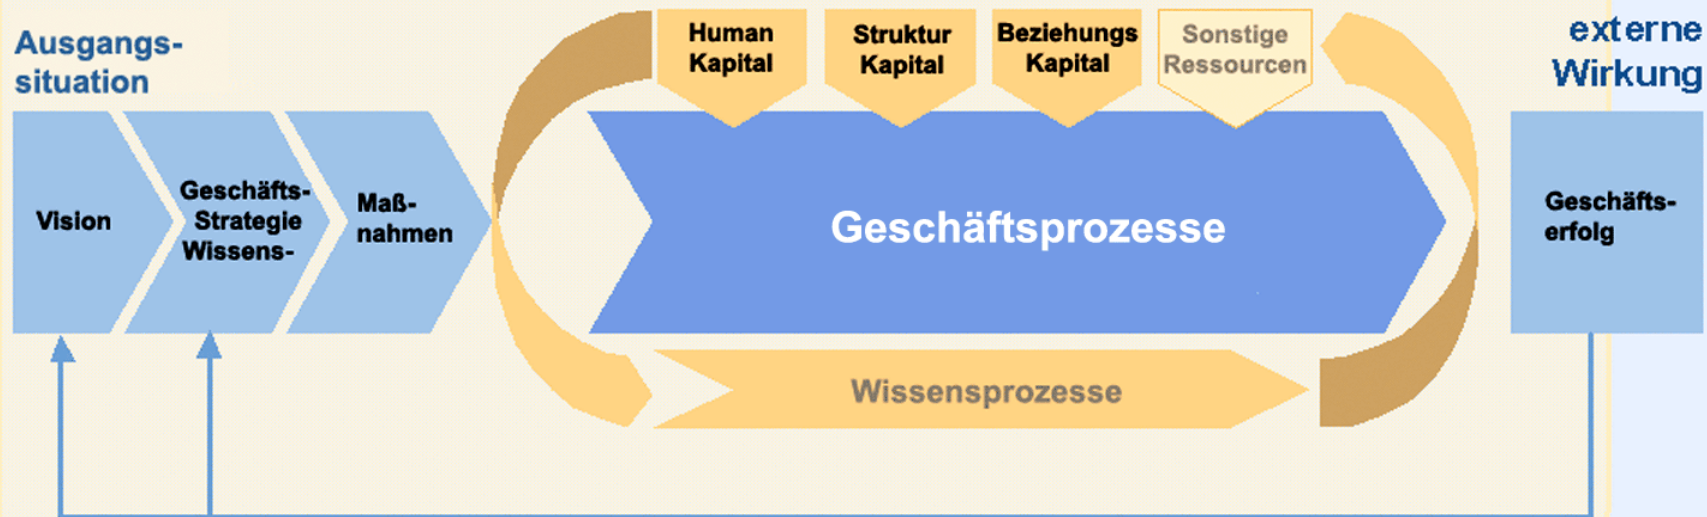 Ausgangs-
situation
Human
Kapital
Struktur
Kapital
Beziehungs
Kapital
Sonstige
Ressourcen
externe
Wirkung
Vision
Geschäfts-
Strategie
Wissens-
Maß-
nahmen
Geschäftsprozesse
Geschäfts-
erfolg
Wissensprozesse